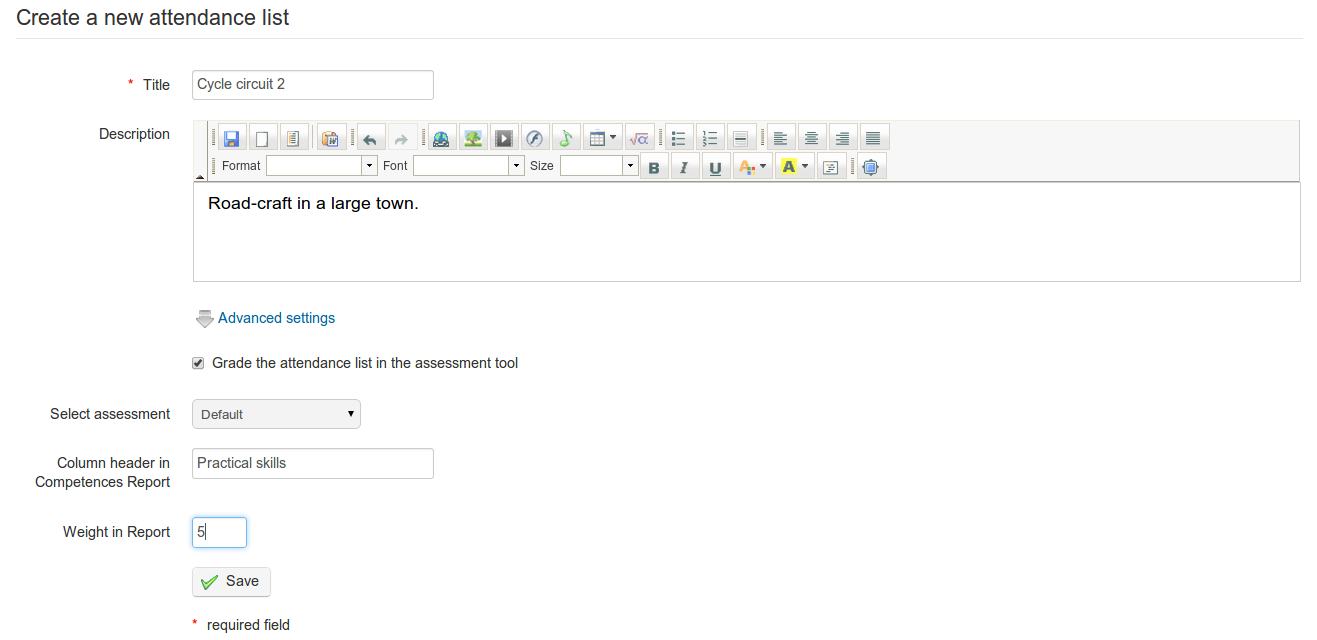 Create a new attendance list
* Title Cycle circuit 2
Description
Format Font Size B I U A A
Road-craft in a large town.
Advanced settings
Grade the attendance list in the assessment tool
Select assessment Default
Column header in Practical skills
Competences Report
Weight in Report 5
Save
* required field